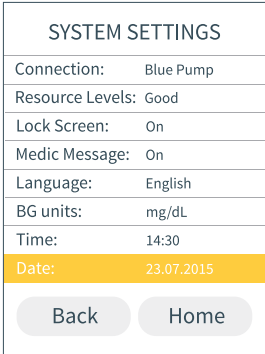 SYSTEM SETTINGS
Connection: Blue Pump
Resource Levels: Good
Lock Screen: On
Medic Message: On
Language: English
BG units: mg/dL
Time: 14:30
Date: 23.07.2015
Back Home